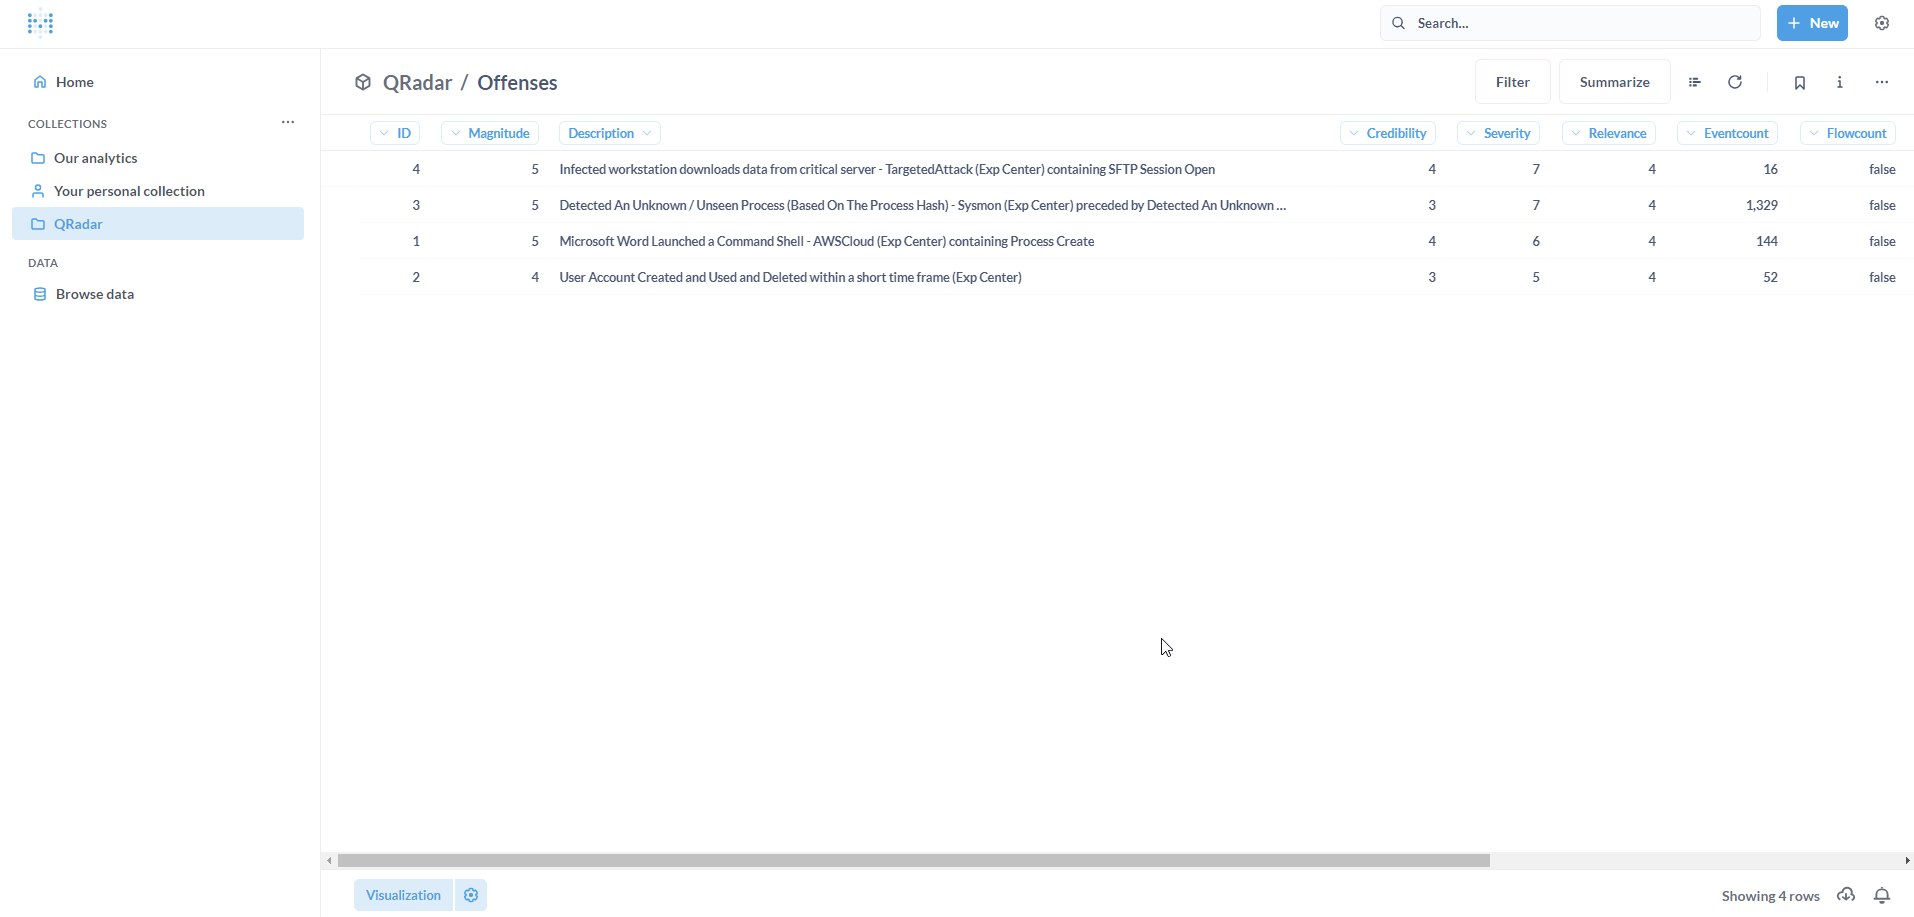 Search...
New
Home
COLLECTIONS
Our analytics
Your personal collection
QRadar
DATA
Browse data
QRadar / Offenses
Filter Summarize
ID Magnitude Description Credibility Severity Relevance Eventcount Flowcount
4 5 Infected workstation downloads data from critical server - TargetedAttack (Exp Center) containing SFTP Session Open 4 7 4 16 false
3 5 Detected An Unknown / Unseen Process (Based On The Process Hash) - Sysmon (Exp Center) preceded by Detected An Unknown ... 3 7 4 1,329 false
1 5 Microsoft Word Launched a Command Shell - AWSCloud (Exp Center) containing Process Create 4 6 4 144 false
2 4 User Account Created and Used and Deleted within a short time frame (Exp Center) 3 5 4 52 false
Visualization
Showing 4 rows